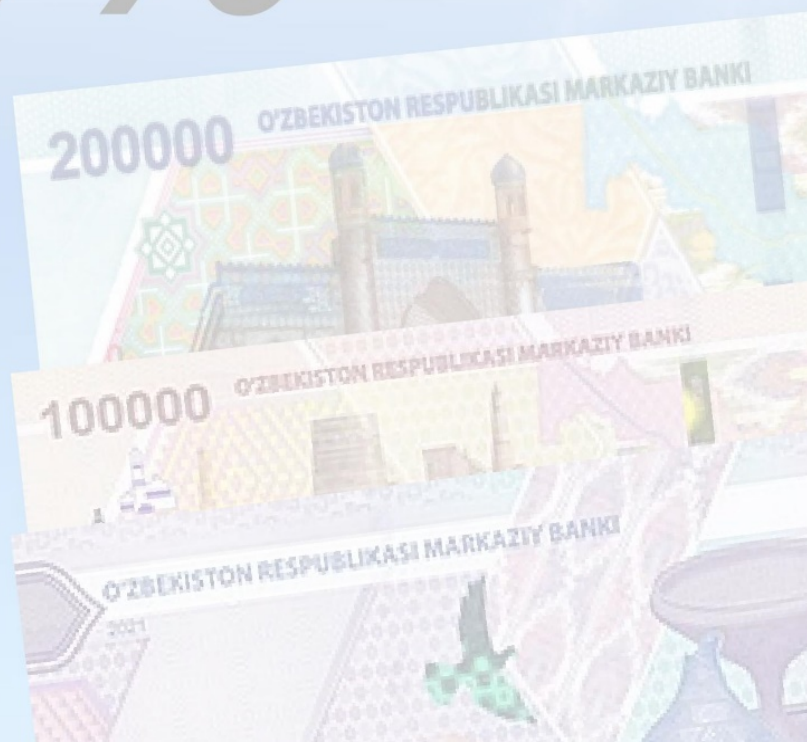 200000
O'ZBEKISTON RESPUBLIKASI MARKAZIY BANKI
100000
O'ZBEKISTON RESPUBLIKASI MARKAZIY BANKI
O'ZBEKISTON RESPUBLIKASI MARKAZIY BANKI
2021